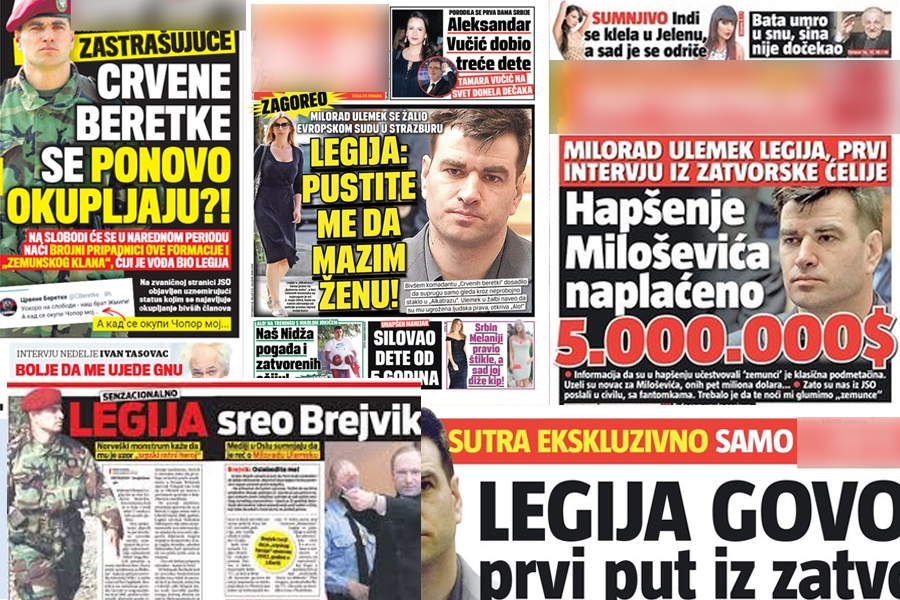 ZASTRAŠUJUĆE
CRVENE
BERETKE
SE PONOVO
OKUPLJAJU?!
NA SLOBODI ĆE SE U NAREDNOM PERIODU
NAĆI BROJNI PRIPADNICI OVE FORMACIJE I
„ZEMUNSKOG KLANA“, ČIJI JE VOĐA BIO LEGIJA
Na zvaničnoj stranici JSO
objavljen uznemirujući
status kojim se najavljuje
okupljanje bivših članova
Црвене Беретке
Ускоро на слободи - наш брат Жмиги!
А кад се окупи Чопор мој...
А кад се окупи Чопор мој...
INTERVJU NEDELJE IVAN TASOVAC
BOLJE DA ME UJEDE GNU
PORODILA SE PRVA DAMA SRBIJE
Aleksandar
Vučić dobio
treće dete
TAMARA VUČIĆ NA
SVET DONELA DEČAKA
ZAGOREO
MILORAD ULEMEK SE ŽALIO
EVROPSKOM SUDU U STRAZBURU
LEGIJA:
PUSTITE
ME DA
MAZIM
ŽENU!
Bivšem komandantu „Crvenih beretki“ dosadilo
da suprugu samo gleda kroz neprobojno
staklo u „Alkatrazu“. Ulemek u žalbi naveo da
su mu ugrožena ljudska prava, otkriva „Alo!“
ALO! NA TRENINGU S NIKOLOM JOKIĆEM
Naš Nidža
pogađa i
zatvorenih
očiju!
UHAPŠEN MANIJAK
SILOVAO
DETE OD
5 GODINA
Srbin
Melaniji
pravio
štikle, a
sad joj
diže kip!
SUMNJIVO Indi
se klela u Jelenu,
a sad je se odriče
Bata umro
u snu, sina
nije dočekao
MILORAD ULEMEK LEGIJA, PRVI
INTERVJU IZ ZATVORSKE ĆELIJE
Hapšenje
Miloševića
naplaćeno
5.000.000$
Informacija da su u hapšenju učestvovali ‘zemunci’ je klasična podmetačina.
Uzeli su novac za Miloševića, onih pet miliona dolara... Zato su nas iz JSO
poslali u civilu, sa fantomkama. Trebalo je da te noći mi glumimo „zemunce“
SENZACIONALNO
LEGIJA sreo Brejvik
Norveški monstrum kaže da
mu je uzor „srpski ratni heroj“
Mediji u Oslu sumnjaju da
je reč o Miloradu Ulemeku
SUTRA EKSKLUZIVNO SAMO
LEGIJA GOVO
prvi put iz zatvo